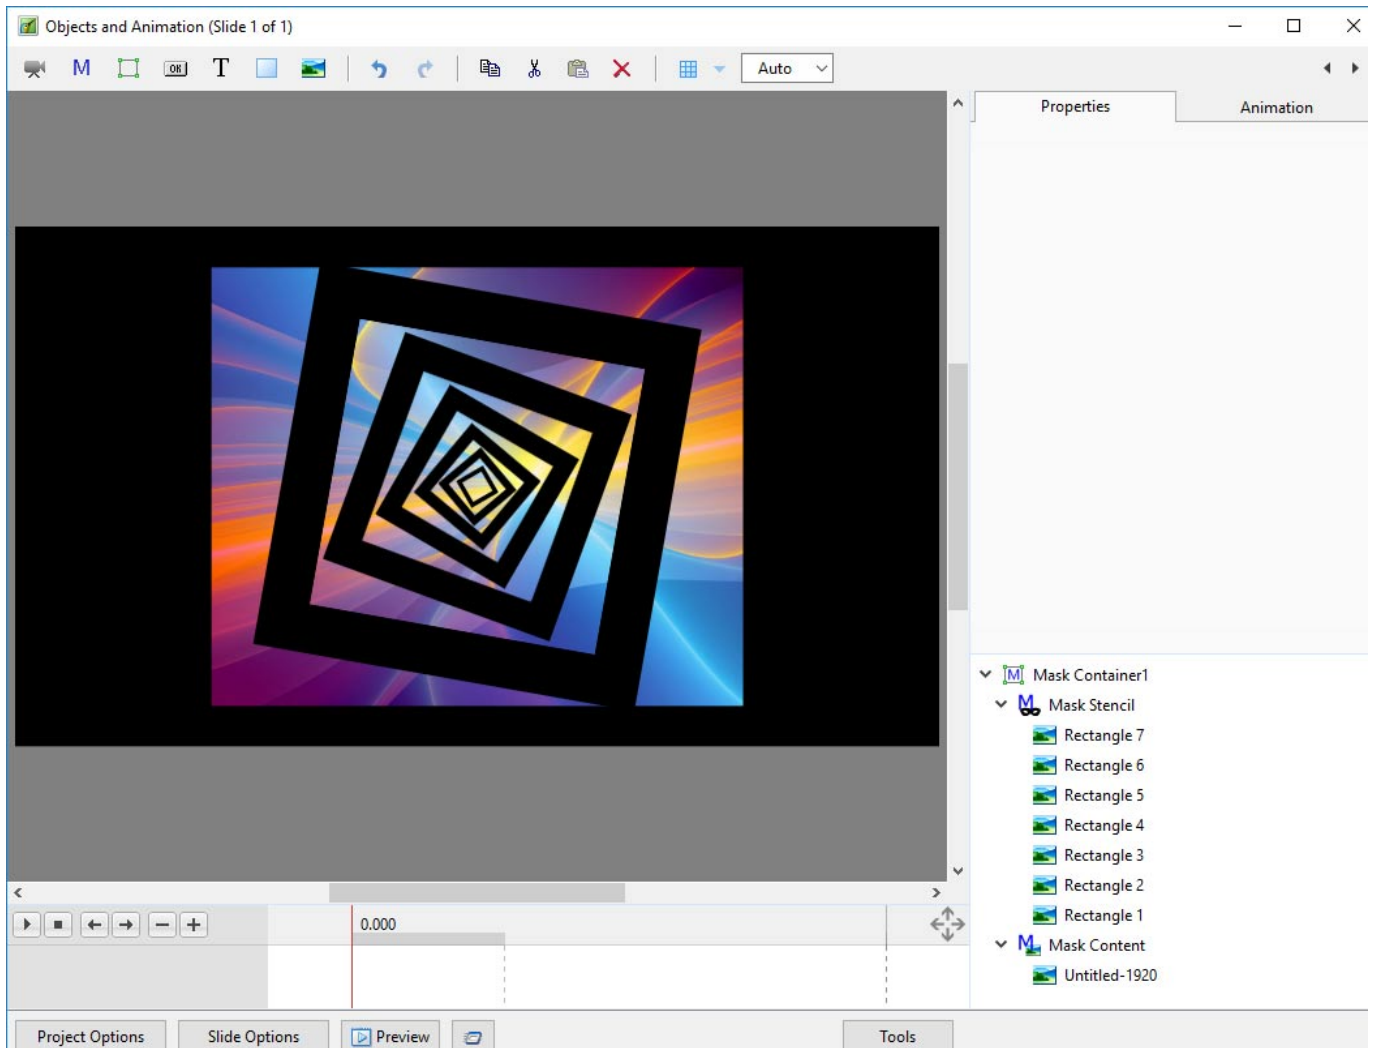 Objects and Animation (Slide 1 of 1)
M OK T Auto
Properties Animation
M Mask Container1
M Mask Stencil
Rectangle 7
Rectangle 6
Rectangle 5
Rectangle 4
Rectangle 3
Rectangle 2
Rectangle 1
M Mask Content
Untitled-1920
0.000
Project Options Slide Options Preview Tools